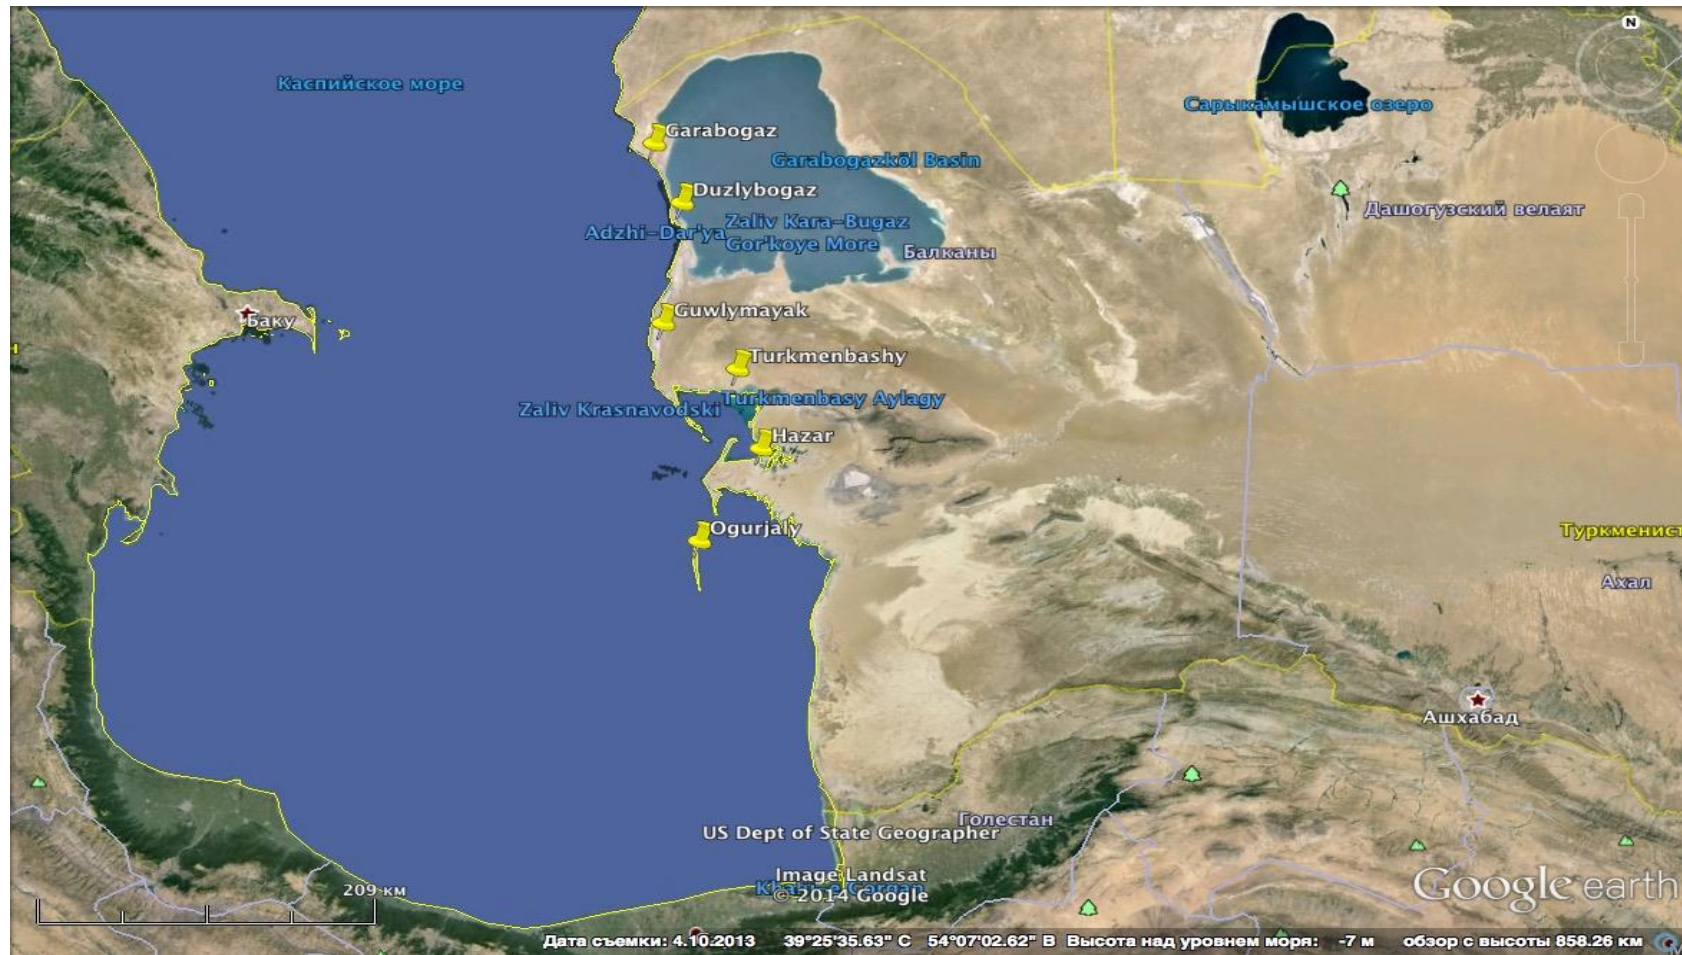 N
Каспийское море
Сарыкамышское озеро
Garabogaz
Garabogazköl Basin
Duzlybogaz
Дашогузский велаят
Zaliv Kara-Bugaz
Adzhi-Dar'ya
Gor'koye More
Балканы
Guwlymayak
Баку
н
Turkmenbashy
Turkmenbasy Aylagy
Zaliv Krasnavodski
Hazar
Ogurjaly
Туркменист
Ахал
Ашхабад
Голестан
US Dept of State Geographer
Image Landsat
209 км
© 2014 Google
Google earth
Дата съемки: 4.10.2013 39°25'35.63" С 54°07'02.62" В Высота над уровнем моря: -7 м обзор с высоты 858.26 км